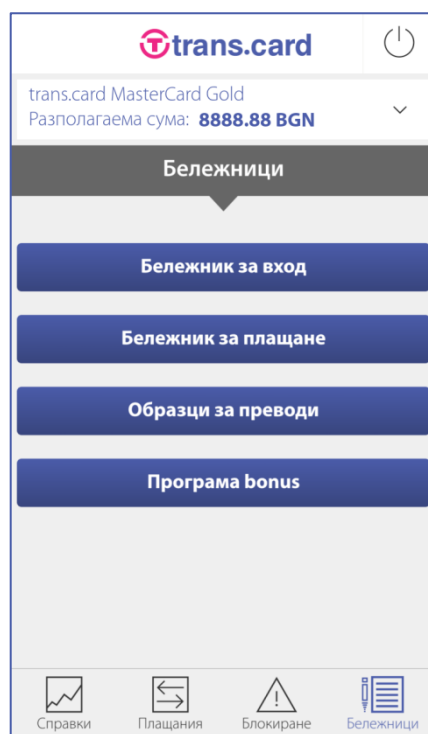 trans.card
trans.card MasterCard Gold
Разполагаема сума: 8888.88 BGN
Бележници
Бележник за вход
Бележник за плащане
Образци за преводи
Програма bonus
Справки Плащания Блокиране Бележници